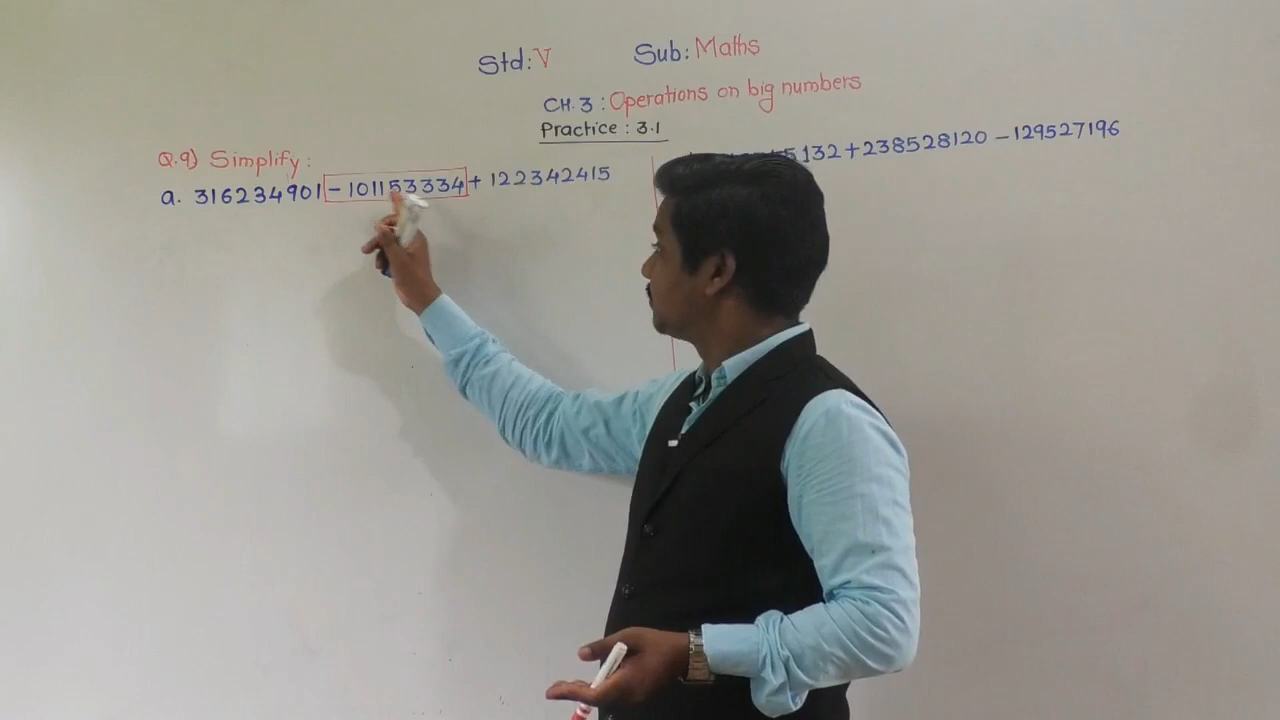 Std: V Sub: Maths
CH. 3 : Operations on big numbers
Practice : 3.1
Q.9) Simplify :
a. 316234901 - 101153334 + 122342415
5132 + 238528120 - 129527196